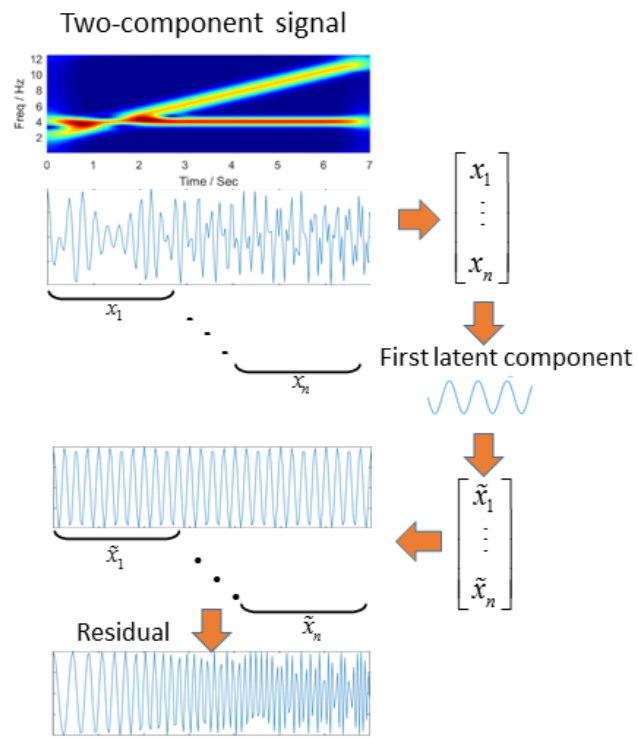 Two-component signal
12
10
8
6
4
2
Freq / Hz
0 1 2 3 4 5 6 7
Time / Sec
x₁
⋮
xₙ
x₁
xₙ
First latent component
x̃₁
⋮
x̃ₙ
x̃₁
x̃ₙ
Residual